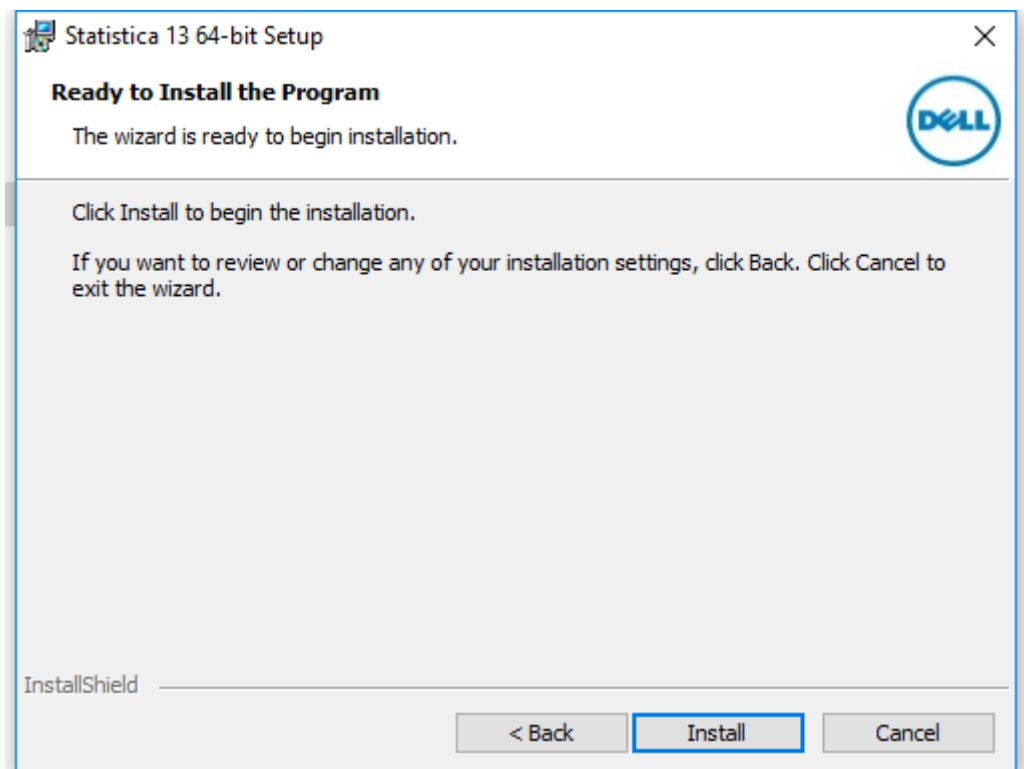 Statistica 13 64-bit Setup
Ready to Install the Program
The wizard is ready to begin installation.
DELL
Click Install to begin the installation.
If you want to review or change any of your installation settings, click Back. Click Cancel to
exit the wizard.
InstallShield
< Back
Install
Cancel